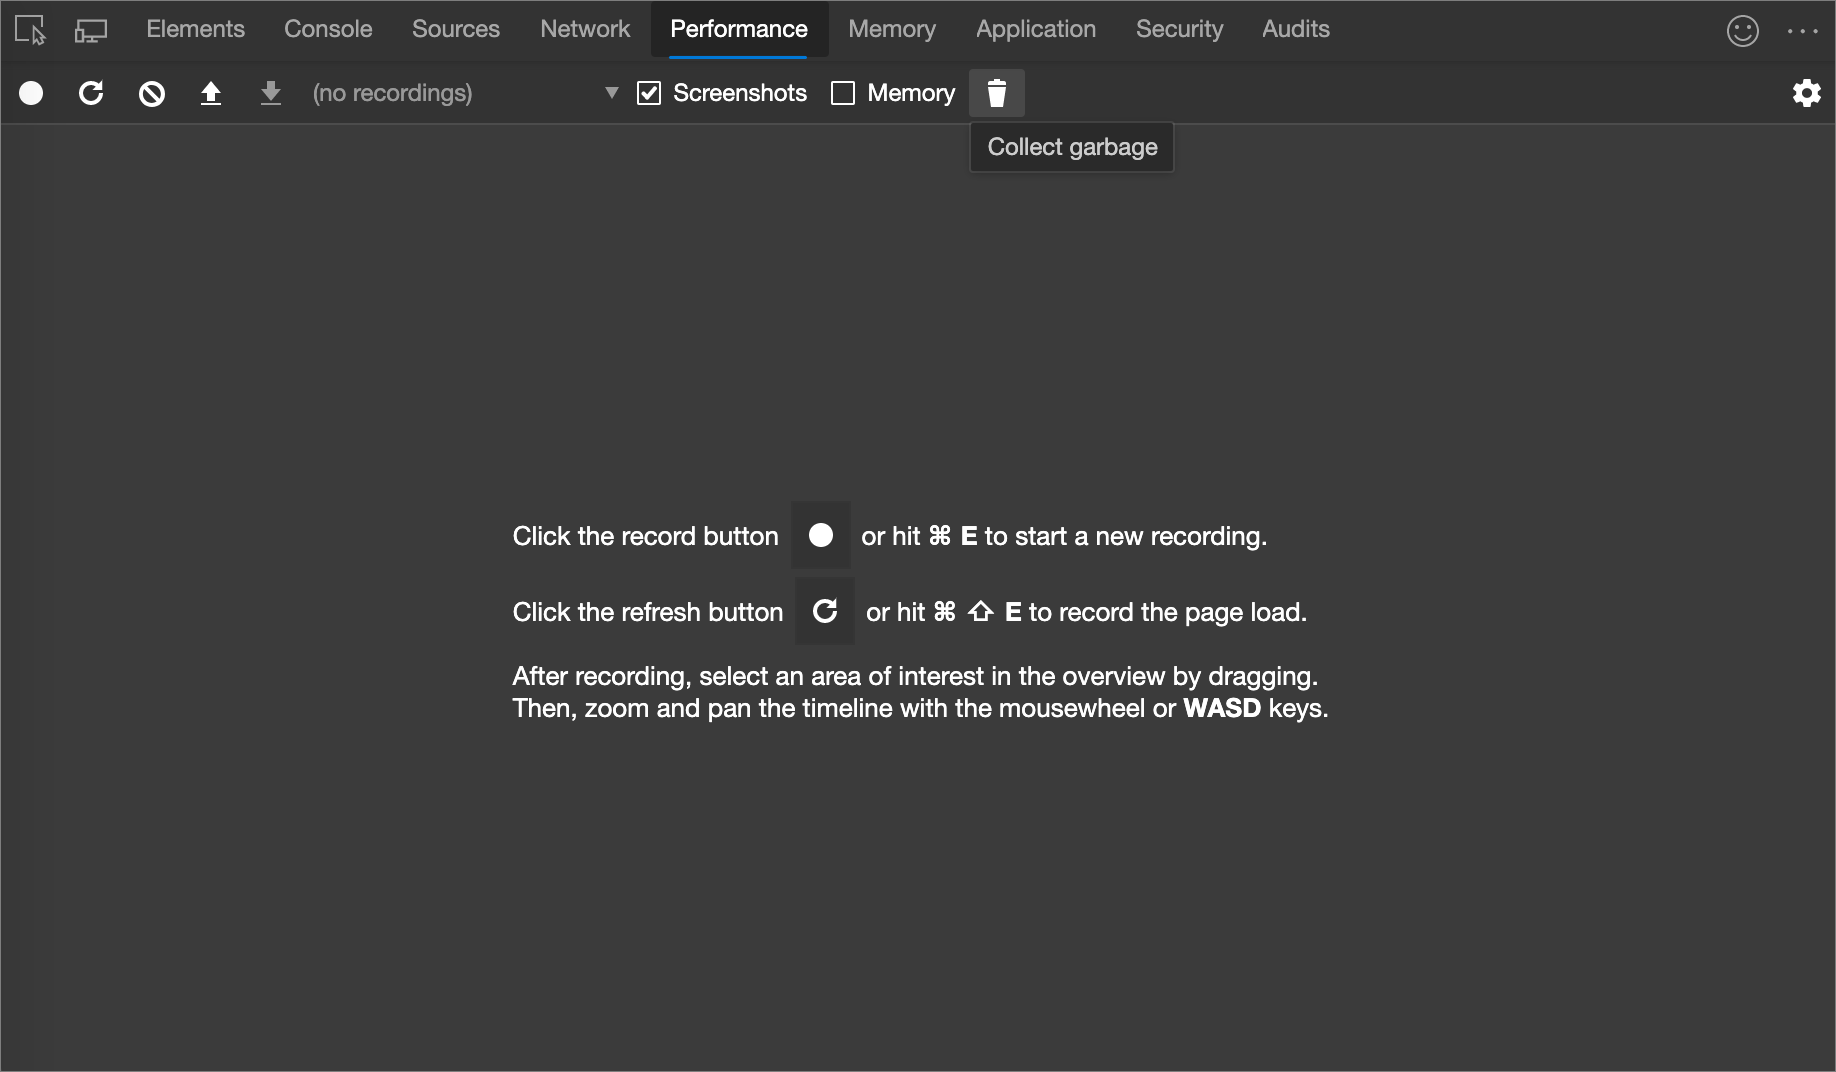 Elements Console Sources Network Performance Memory Application Security Audits
(no recordings) Screenshots Memory
Collect garbage
Click the record button or hit ⌘ E to start a new recording.
Click the refresh button or hit ⌘ ⇧ E to record the page load.
After recording, select an area of interest in the overview by dragging.
Then, zoom and pan the timeline with the mousewheel or WASD keys.